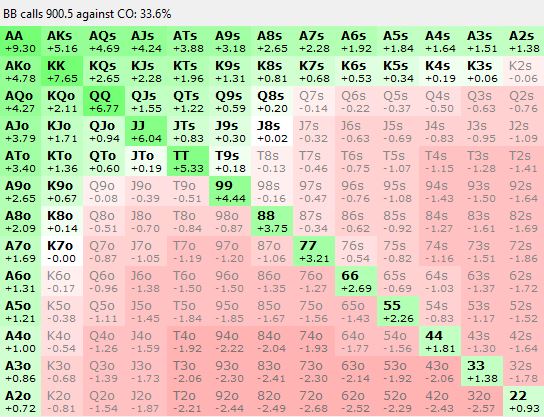 BB calls 900.5 against CO: 33.6%
AA AKs AQs AJs ATs A9s A8s A7s A6s A5s A4s A3s A2s
+9.30 +5.16 +4.69 +4.24 +3.88 +3.18 +2.65 +2.28 +1.92 +1.84 +1.64 +1.51 +1.38
AKo KK KQs KJs KTs K9s K8s K7s K6s K5s K4s K3s K2s
+4.78 +7.65 +2.65 +2.28 +1.96 +1.31 +0.81 +0.68 +0.53 +0.34 +0.19 +0.06 -0.06
AQo KQo QQ QJs QTs Q9s Q8s Q7s Q6s Q5s Q4s Q3s Q2s
+4.27 +2.11 +6.77 +1.55 +1.22 +0.59 +0.20 -0.14 -0.22 -0.37 -0.50 -0.63 -0.76
AJo KJo QJo JJ JTs J9s J8s J7s J6s J5s J4s J3s J2s
+3.79 +1.71 +0.94 +6.04 +0.83 +0.30 +0.02 -0.32 -0.63 -0.69 -0.83 -0.95 -1.09
ATo KTo QTo JTo TT T9s T8s T7s T6s T5s T4s T3s T2s
+3.40 +1.36 +0.60 +0.19 +5.33 +0.18 -0.13 -0.46 -0.75 -1.07 -1.15 -1.28 -1.41
A9o K9o Q9o J9o T9o 99 98s 97s 96s 95s 94s 93s 92s
+2.65 +0.67 -0.08 -0.39 -0.51 +4.44 -0.16 -0.47 -0.76 -1.08 -1.43 -1.50 -1.64
A8o K8o Q8o J8o T8o 98o 88 87s 86s 85s 84s 83s 82s
+2.09 +0.14 -0.51 -0.70 -0.84 -0.87 +3.75 -0.34 -0.62 -0.92 -1.27 -1.61 -1.69
A7o K7o Q7o J7o T7o 97o 87o 77 76s 75s 74s 73s 72s
+1.69 -0.00 -0.87 -1.05 -1.19 -1.20 -1.06 +3.21 -0.54 -0.82 -1.16 -1.51 -1.86
A6o K6o Q6o J6o T6o 96o 86o 76o 66 65s 64s 63s 62s
+1.31 -0.17 -0.96 -1.38 -1.50 -1.50 -1.35 -1.27 +2.69 -0.69 -1.03 -1.37 -1.72
A5o K5o Q5o J5o T5o 95o 85o 75o 65o 55 54s 53s 52s
+1.21 -0.38 -1.11 -1.45 -1.84 -1.85 -1.67 -1.56 -1.43 +2.26 -0.83 -1.17 -1.52
A4o K4o Q4o J4o T4o 94o 84o 74o 64o 54o 44 43s 42s
+1.00 -0.54 -1.26 -1.59 -1.92 -2.22 -2.04 -1.93 -1.77 -1.56 +1.81 -1.30 -1.64
A3o K3o Q3o J3o T3o 93o 83o 73o 63o 53o 43o 33 32s
+0.86 -0.68 -1.39 -1.73 -2.06 -2.30 -2.41 -2.30 -2.14 -1.92 -2.06 +1.38 -1.78
A2o K2o Q2o J2o T2o 92o 82o 72o 62o 52o 42o 32o 22
+0.72 -0.81 -1.54 -1.87 -2.21 -2.44 -2.49 -2.68 -2.52 -2.29 -2.43 -2.58 +0.93